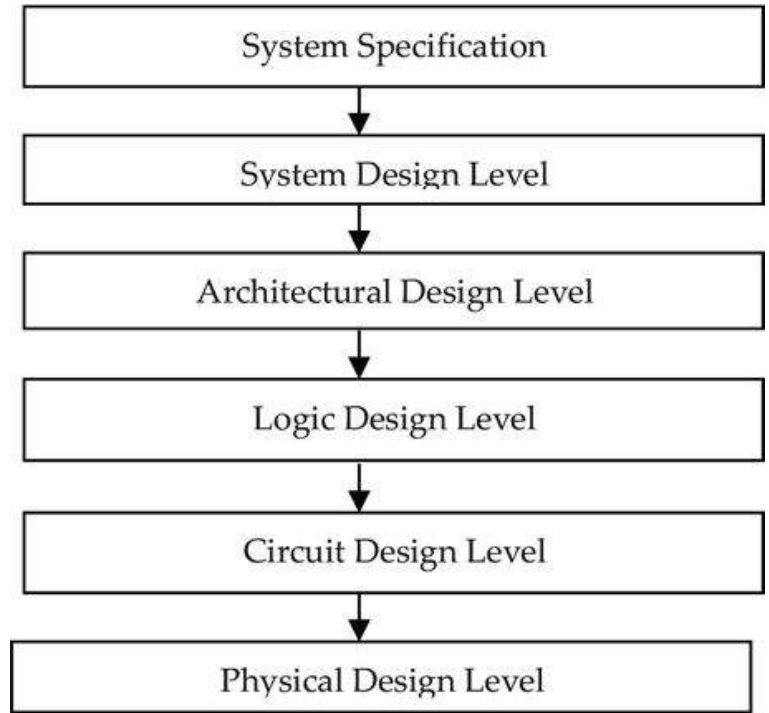 System Specification
System Design Level
Architectural Design Level
Logic Design Level
Circuit Design Level
Physical Design Level